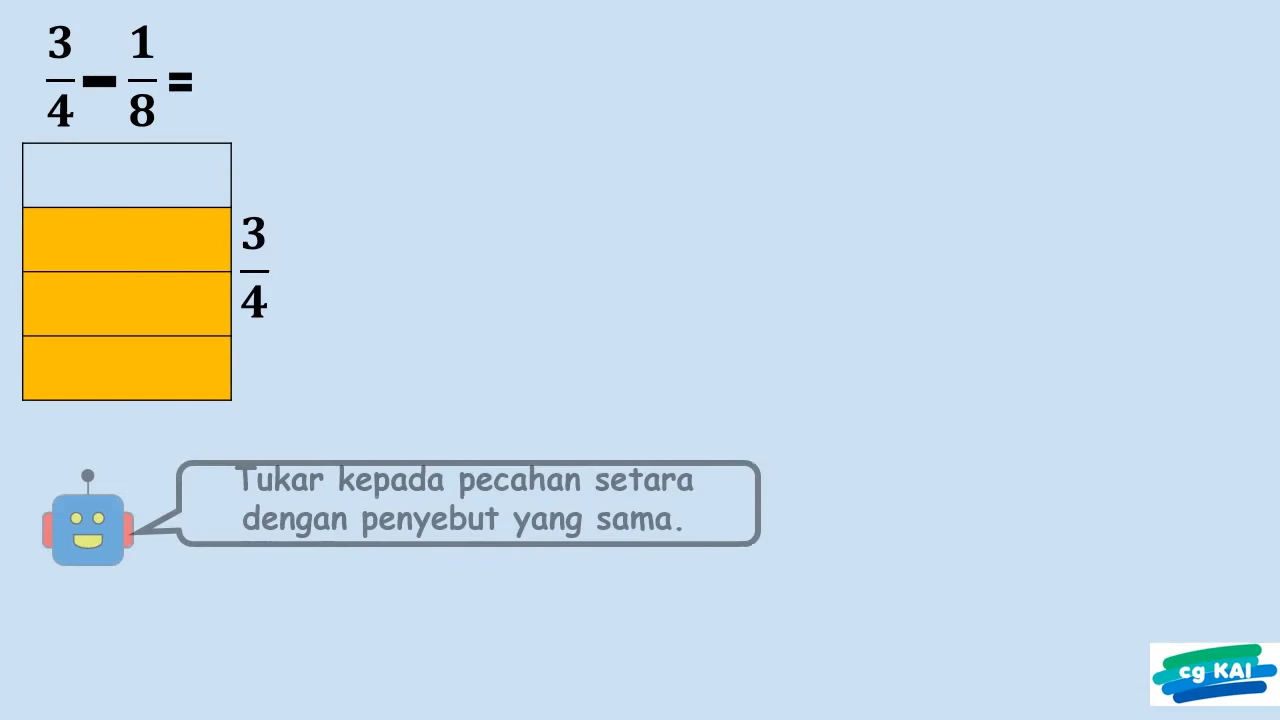 3/4 - 1/8 =
3/4
Tukar kepada pecahan setara
dengan penyebut yang sama.
cg KAI